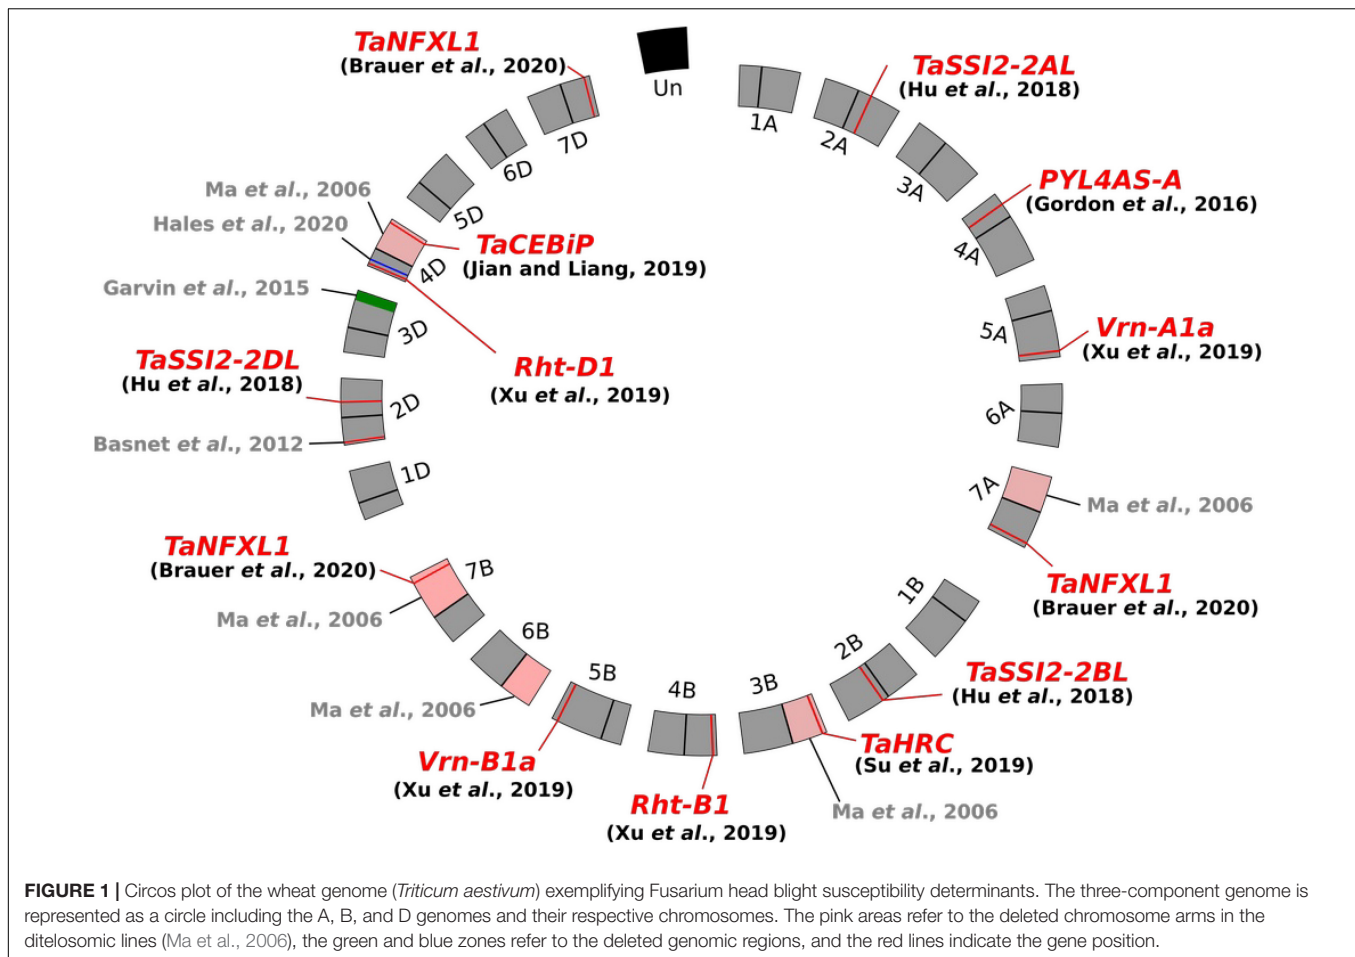 TaNFXL1
(Brauer et al., 2020)
Un
1A
2A
TaSSI2-2AL
(Hu et al., 2018)
3A
PYL4AS-A
(Gordon et al., 2016)
4A
5A
Vrn-A1a
(Xu et al., 2019)
6A
7A
Ma et al., 2006
TaNFXL1
(Brauer et al., 2020)
1B
2B
TaSSI2-2BL
(Hu et al., 2018)
3B
TaHRC
(Su et al., 2019)
Ma et al., 2006
4B
Rht-B1
(Xu et al., 2019)
5B
Vrn-B1a
(Xu et al., 2019)
6B
Ma et al., 2006
7B
TaNFXL1
(Brauer et al., 2020)
Ma et al., 2006
1D
2D
TaSSI2-2DL
(Hu et al., 2018)
Basnet et al., 2012
3D
Garvin et al., 2015
4D
Ma et al., 2006
Hales et al., 2020
TaCEBiP
(Jian and Liang, 2019)
Rht-D1
(Xu et al., 2019)
5D
6D
7D
FIGURE 1 | Circos plot of the wheat genome (Triticum aestivum) exemplifying Fusarium head blight susceptibility determinants. The three-component genome is
represented as a circle including the A, B, and D genomes and their respective chromosomes. The pink areas refer to the deleted chromosome arms in the
ditelosomic lines (Ma et al., 2006), the green and blue zones refer to the deleted genomic regions, and the red lines indicate the gene position.